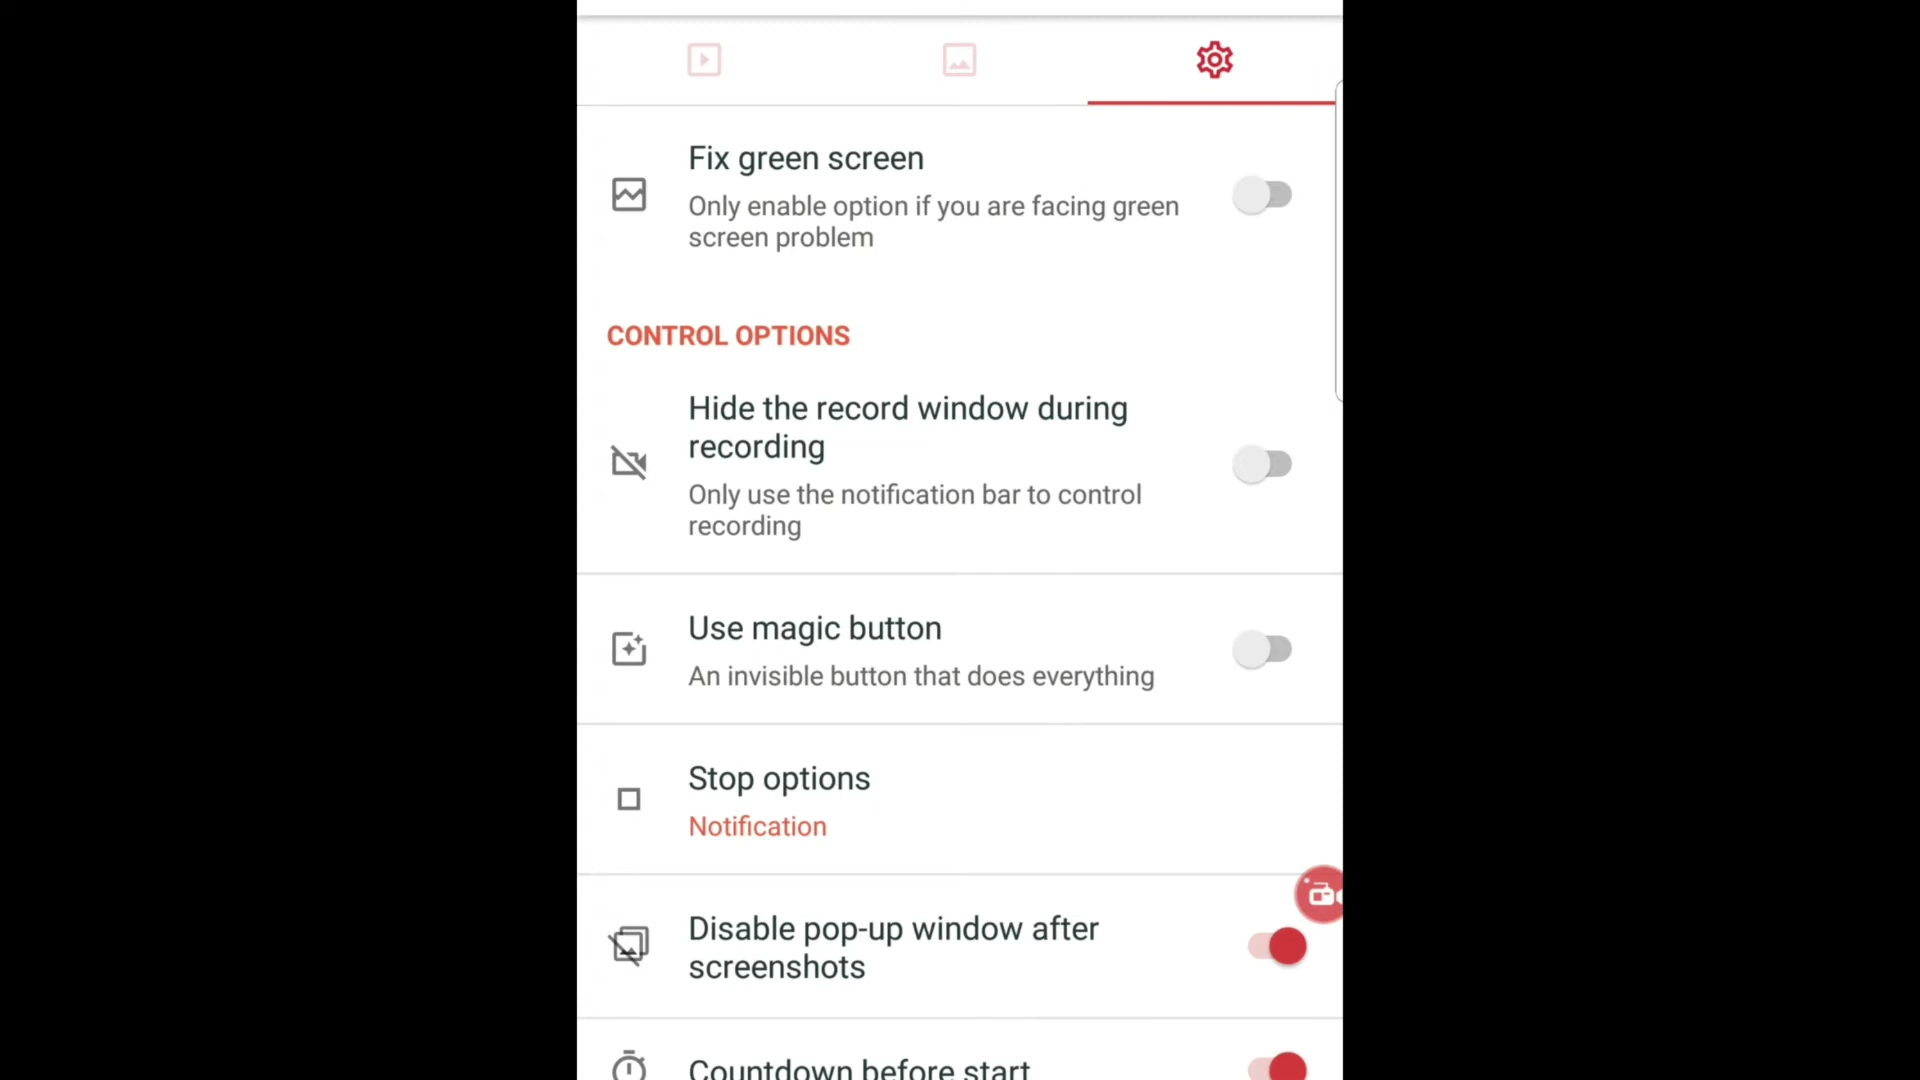 Fix green screen
Only enable option if you are facing green
screen problem
CONTROL OPTIONS
Hide the record window during
recording
Only use the notification bar to control
recording
Use magic button
An invisible button that does everything
Stop options
Notification
Disable pop-up window after
screenshots
Countdown before start